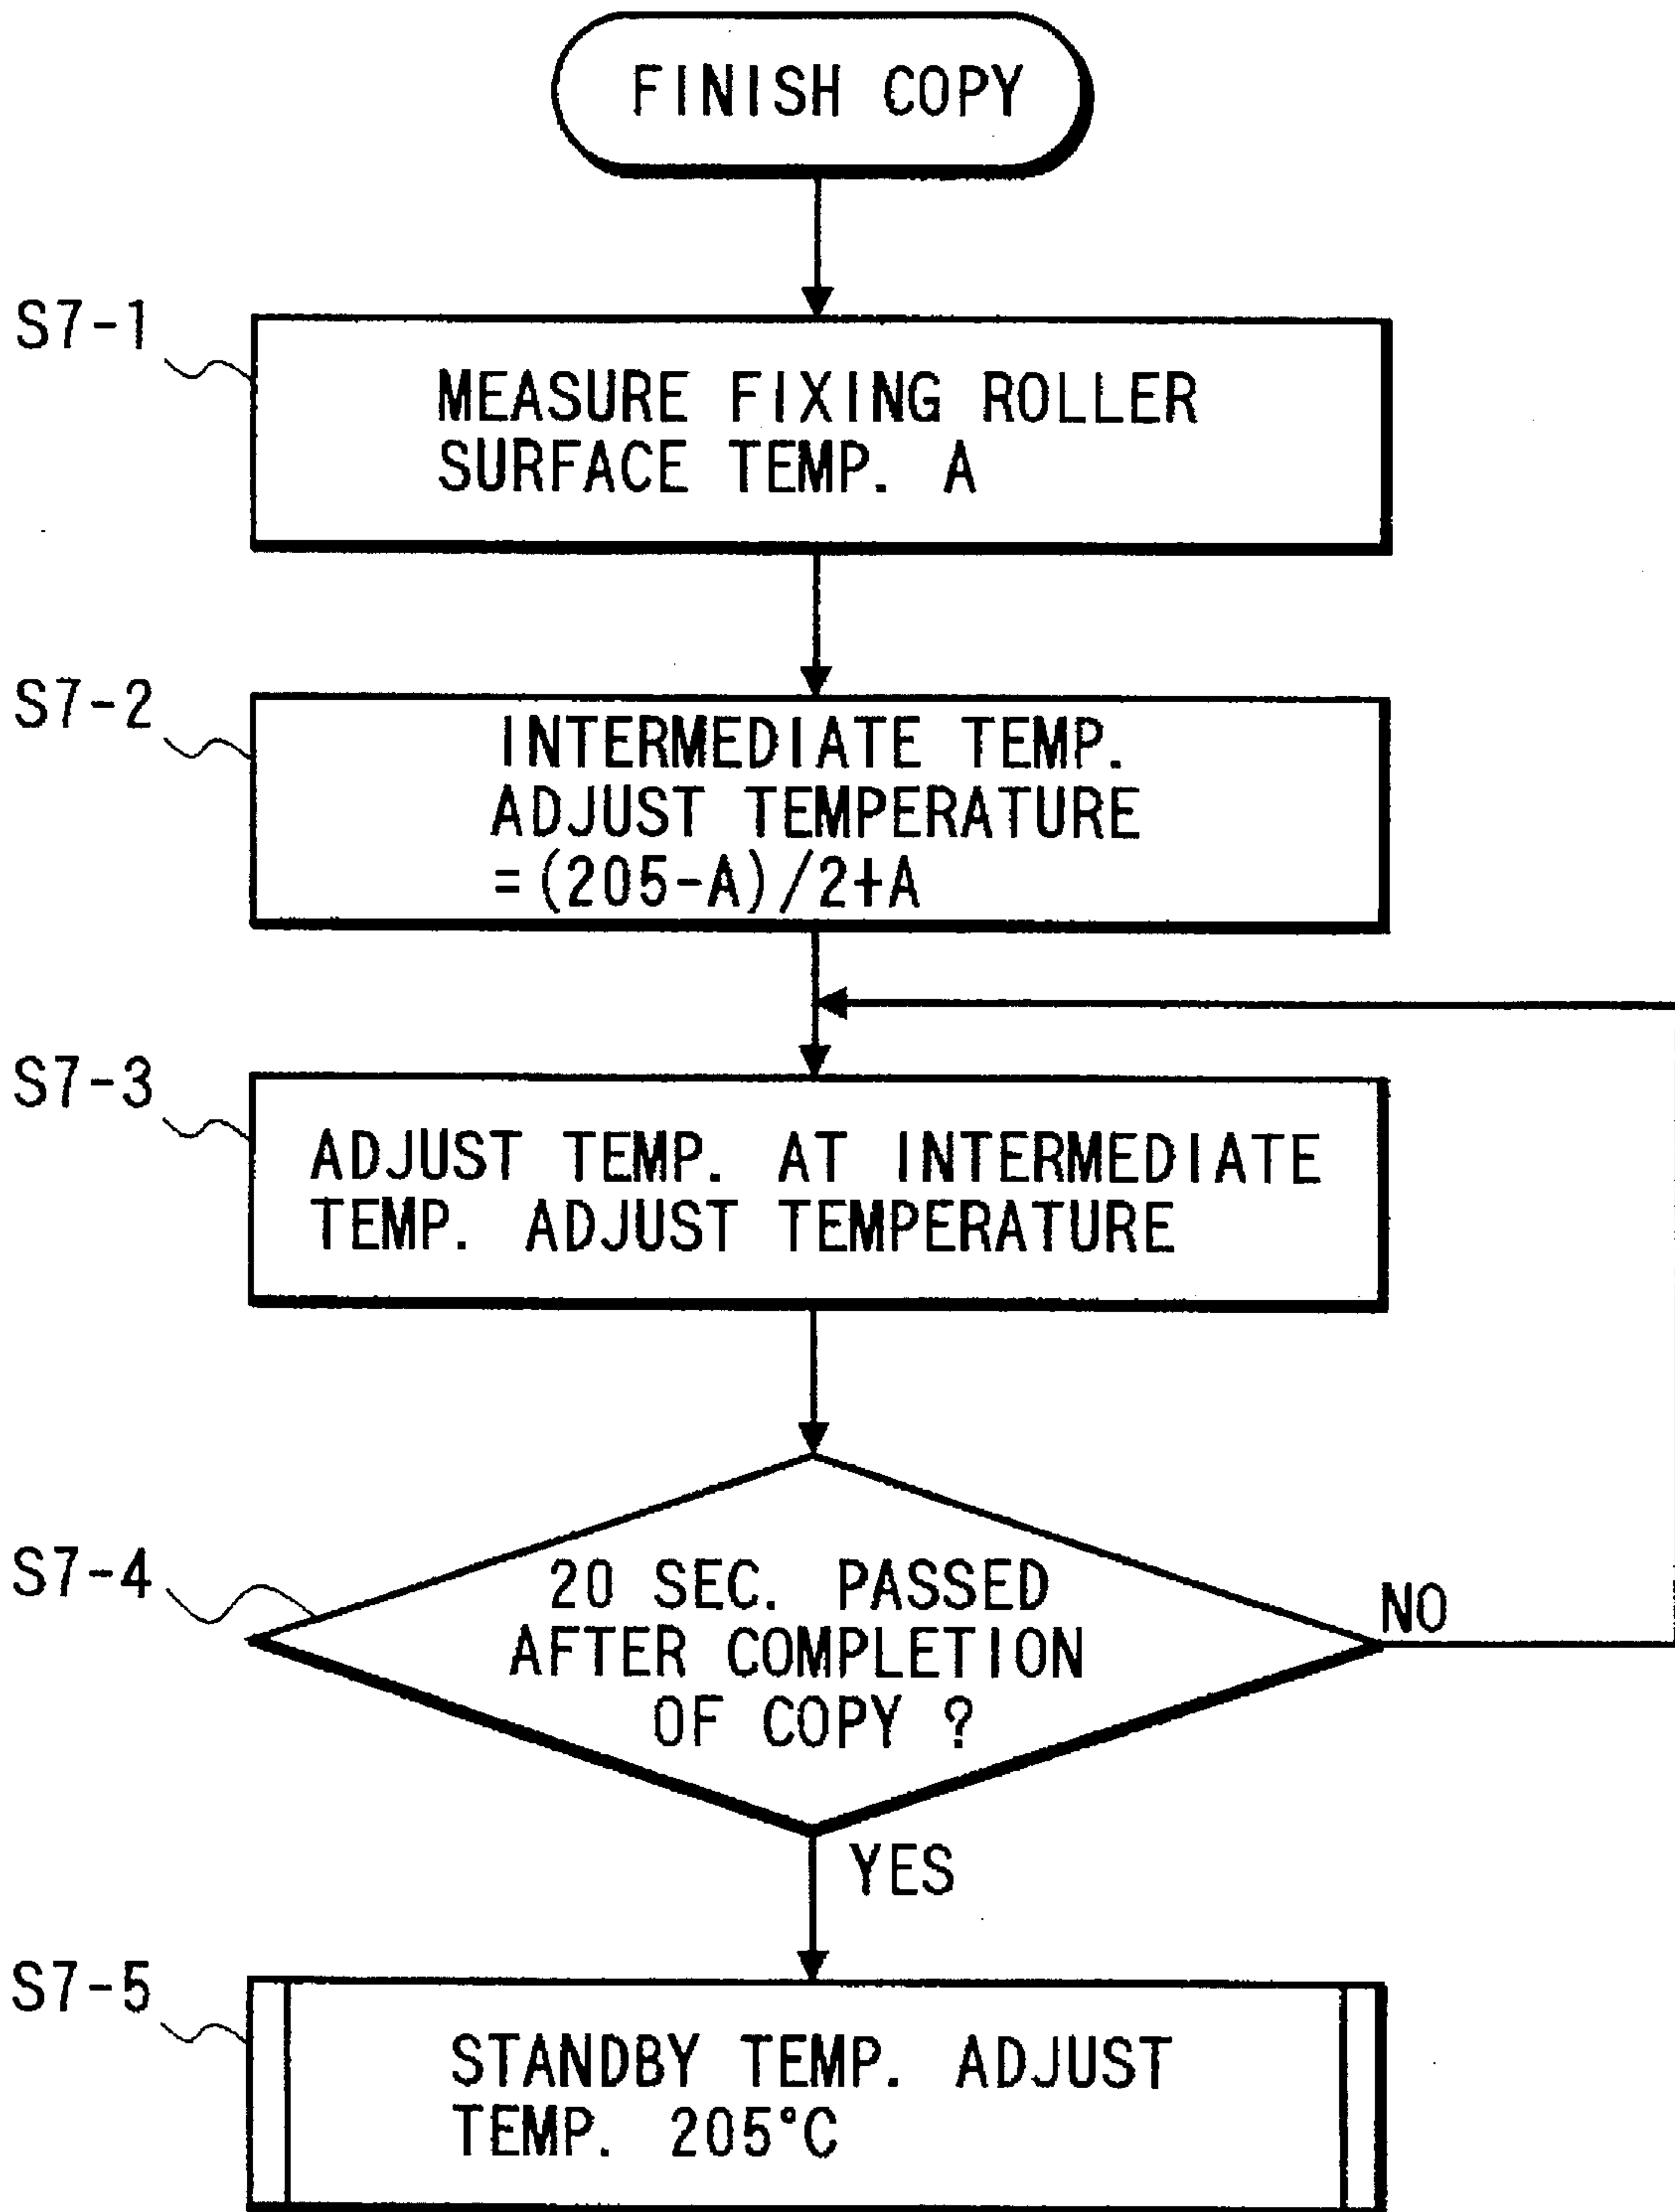 FINISH COPY
S7-1
MEASURE FIXING ROLLER
SURFACE TEMP. A
S7-2
INTERMEDIATE TEMP.
ADJUST TEMPERATURE
=(205-A)/2+A
S7-3
ADJUST TEMP. AT INTERMEDIATE
TEMP. ADJUST TEMPERATURE
S7-4
20 SEC. PASSED
AFTER COMPLETION
OF COPY ?
NO
YES
S7-5
STANDBY TEMP. ADJUST
TEMP. 205°C